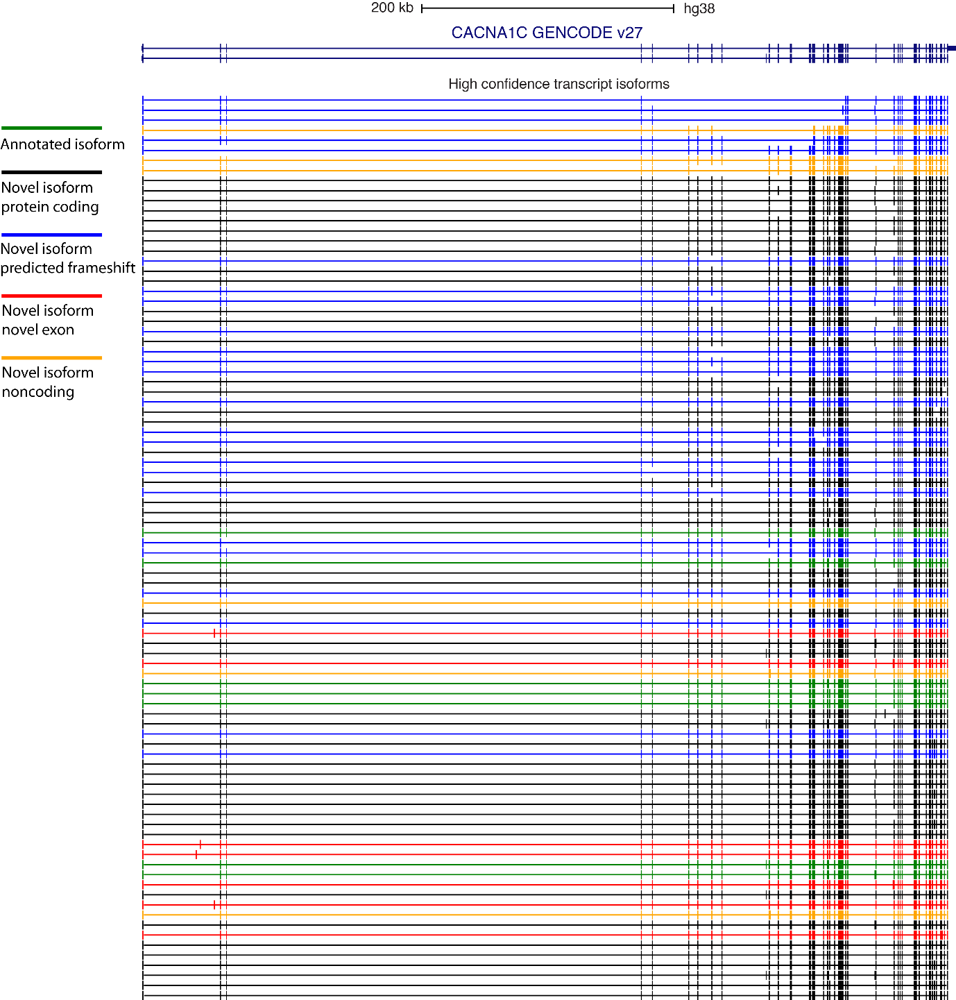 200 kb
hg38
CACNA1C GENCODE v27
High confidence transcript isoforms
Annotated isoform
Novel isoform
protein coding
Novel isoform
predicted frameshift
Novel isoform
novel exon
Novel isoform
noncoding